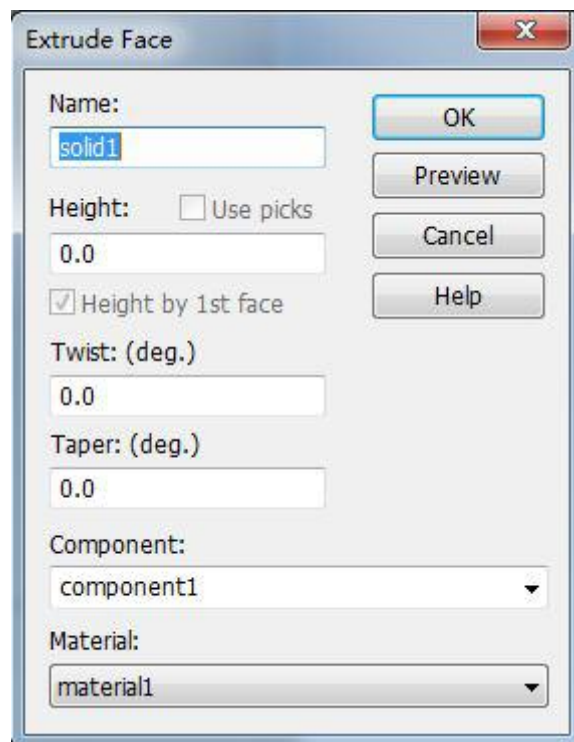 Extrude Face
Name:
OK
solid1
Preview
Height:
Use picks
Cancel
0.0
Height by 1st face
Help
Twist: (deg.)
0.0
Taper: (deg.)
0.0
Component:
component1
Material:
material1